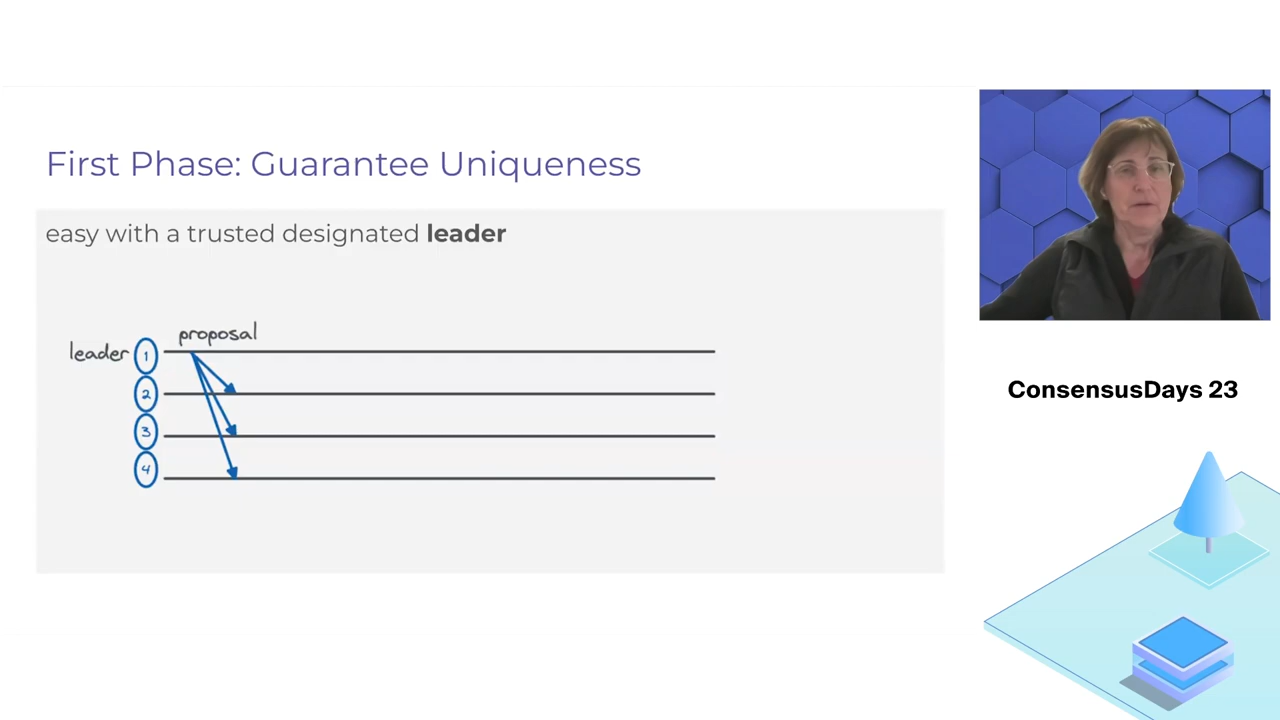 First Phase: Guarantee Uniqueness
easy with a trusted designated leader
proposal
leader 1
2
3
4
ConsensusDays 23